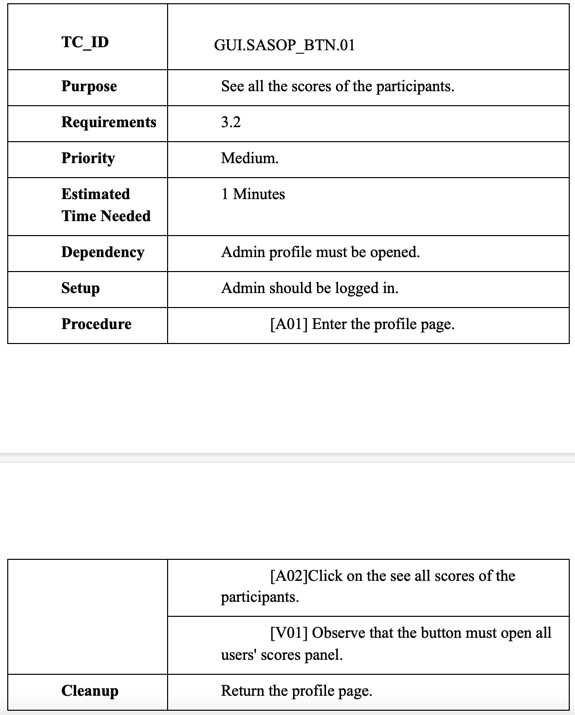 TC_ID GUI.SASOP_BTN.01
Purpose See all the scores of the participants.
Requirements 3.2
Priority Medium.
Estimated 1 Minutes
Time Needed
Dependency Admin profile must be opened.
Setup Admin should be logged in.
Procedure [A01] Enter the profile page.
[A02]Click on the see all scores of the
participants.
[V01] Observe that the button must open all
users' scores panel.
Cleanup Return the profile page.